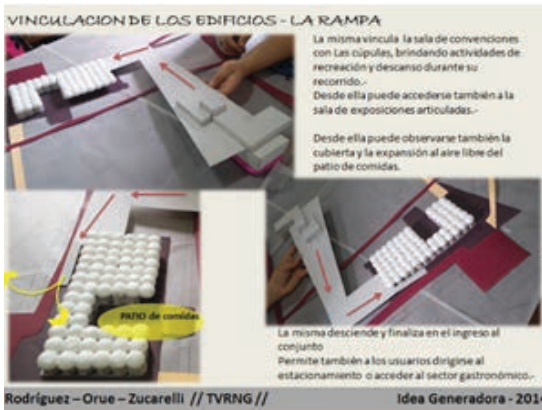 VINCULACION DE LOS EDIFICIOS - LA RAMPA
La misma vincula la sala de convenciones
con Las cúpulas, brindando actividades de
recreación y descanso durante su
recorrido.-
Desde ella puede accederse también a la
sala de exposiciones articuladas.-
Desde ella puede observarse también la
cubierta y la expansión al aire libre del
patio de comidas.
PATIO de comidas
La misma desciende y finaliza en el ingreso al
conjunto
Permite también a los usuarios dirigirse al
estacionamiento o acceder al sector gastronómico.-
Rodríguez – Orue – Zucarelli // TVRNG //
Idea Generadora - 2014